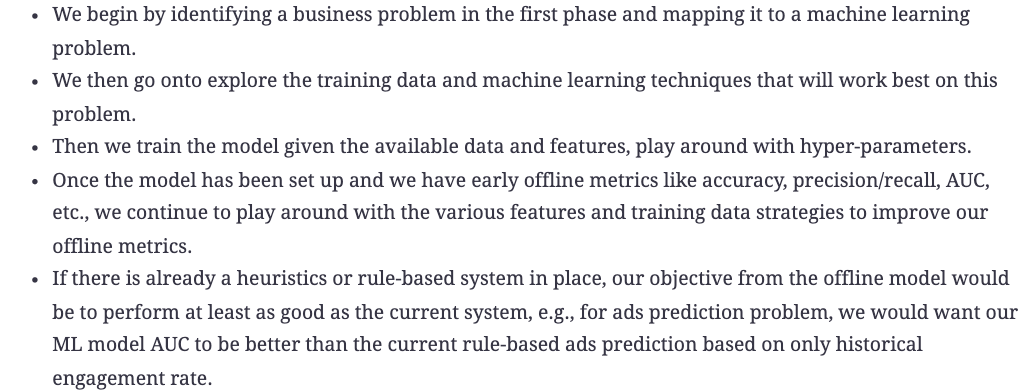 • We begin by identifying a business problem in the first phase and mapping it to a machine learning
problem.
• We then go onto explore the training data and machine learning techniques that will work best on this
problem.
• Then we train the model given the available data and features, play around with hyper-parameters.
• Once the model has been set up and we have early offline metrics like accuracy, precision/recall, AUC,
etc., we continue to play around with the various features and training data strategies to improve our
offline metrics.
• If there is already a heuristics or rule-based system in place, our objective from the offline model would
be to perform at least as good as the current system, e.g., for ads prediction problem, we would want our
ML model AUC to be better than the current rule-based ads prediction based on only historical
engagement rate.